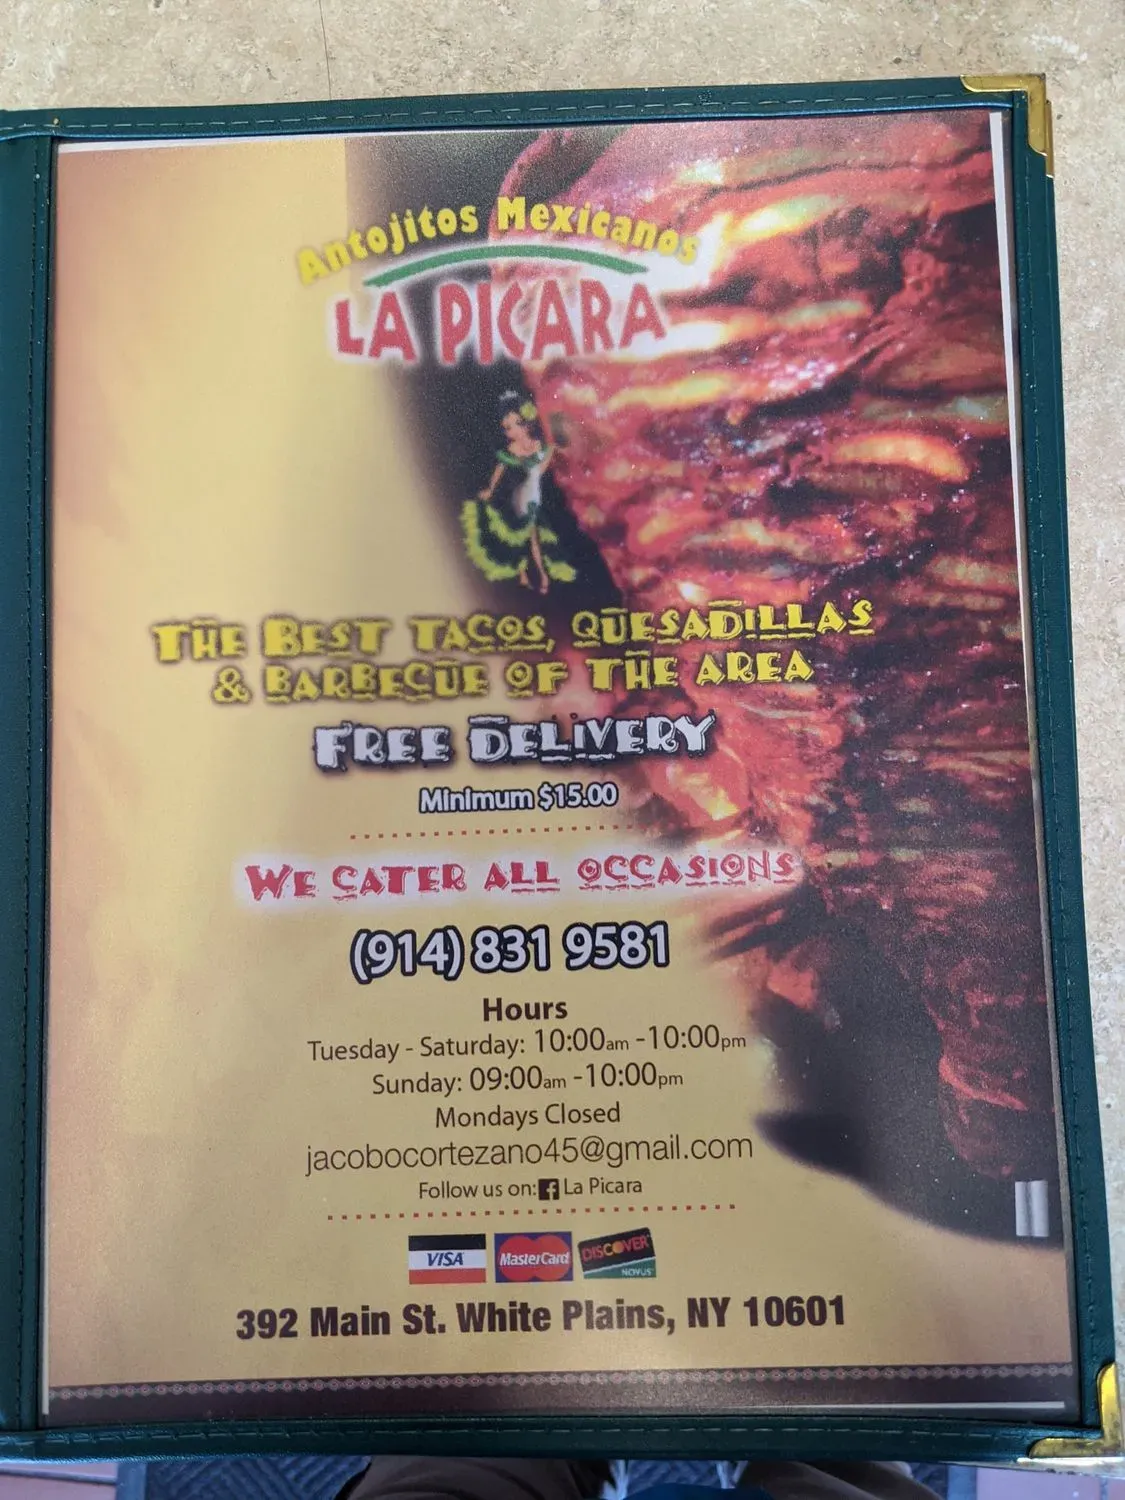 Antojitos Mexicanos
LA PICARA
THE BEST TACOS, QUESADILLAS
& BARBECUE OF THE AREA
FREE DELIVERY
Minimum $15.00
WE CATER ALL OCCASIONS
(914) 831 9581
Hours
Tuesday - Saturday: 10:00am -10:00pm
Sunday: 09:00am -10:00pm
Mondays Closed
jacobocortezano45@gmail.com
Follow us on: f La Picara
VISA MasterCard DISCOVER
NOVUS
392 Main St. White Plains, NY 10601